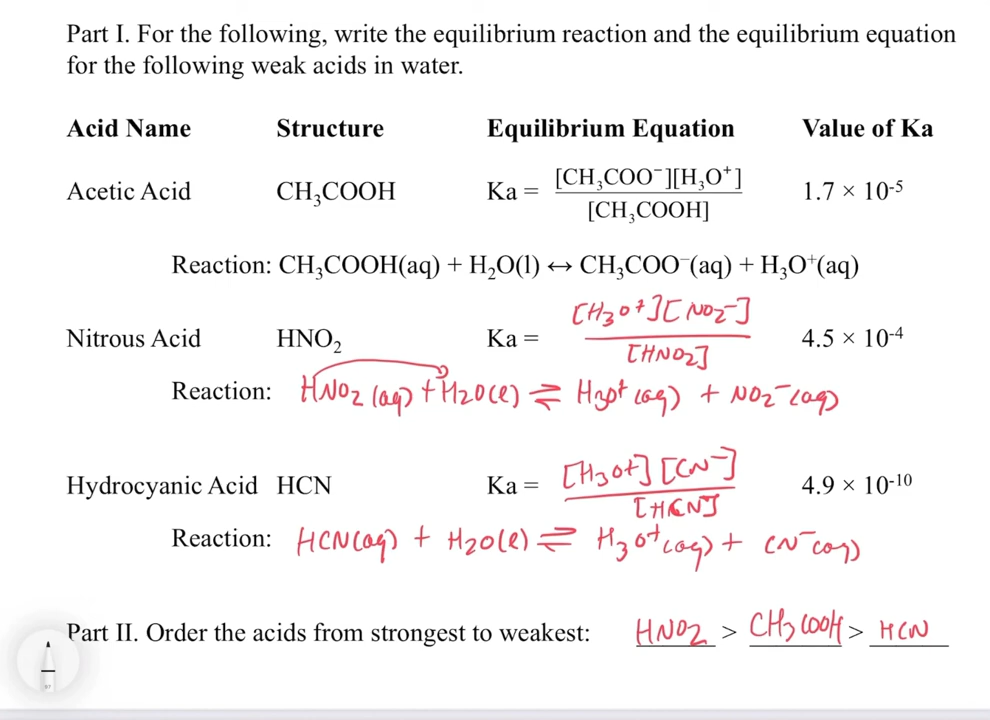 Part I. For the following, write the equilibrium reaction and the equilibrium equation
for the following weak acids in water.
Acid Name Structure Equilibrium Equation Value of Ka
Acetic Acid CH₃COOH Ka = [CH₃COO⁻][H₃O⁺] / [CH₃COOH] 1.7 × 10⁻⁵
Reaction: CH₃COOH(aq) + H₂O(l) ↔ CH₃COO⁻(aq) + H₃O⁺(aq)
Nitrous Acid HNO₂ Ka = [H₃O⁺][NO₂⁻] / [HNO₂] 4.5 × 10⁻⁴
Reaction: HNO₂(aq) + H₂O(l) ⇌ H₃O⁺(aq) + NO₂⁻(aq)
Hydrocyanic Acid HCN Ka = [H₃O⁺][CN⁻] / [HCN] 4.9 × 10⁻¹⁰
Reaction: HCN(aq) + H₂O(l) ⇌ H₃O⁺(aq) + CN⁻(aq)
Part II. Order the acids from strongest to weakest: HNO₂ > CH₃COOH > HCN
97